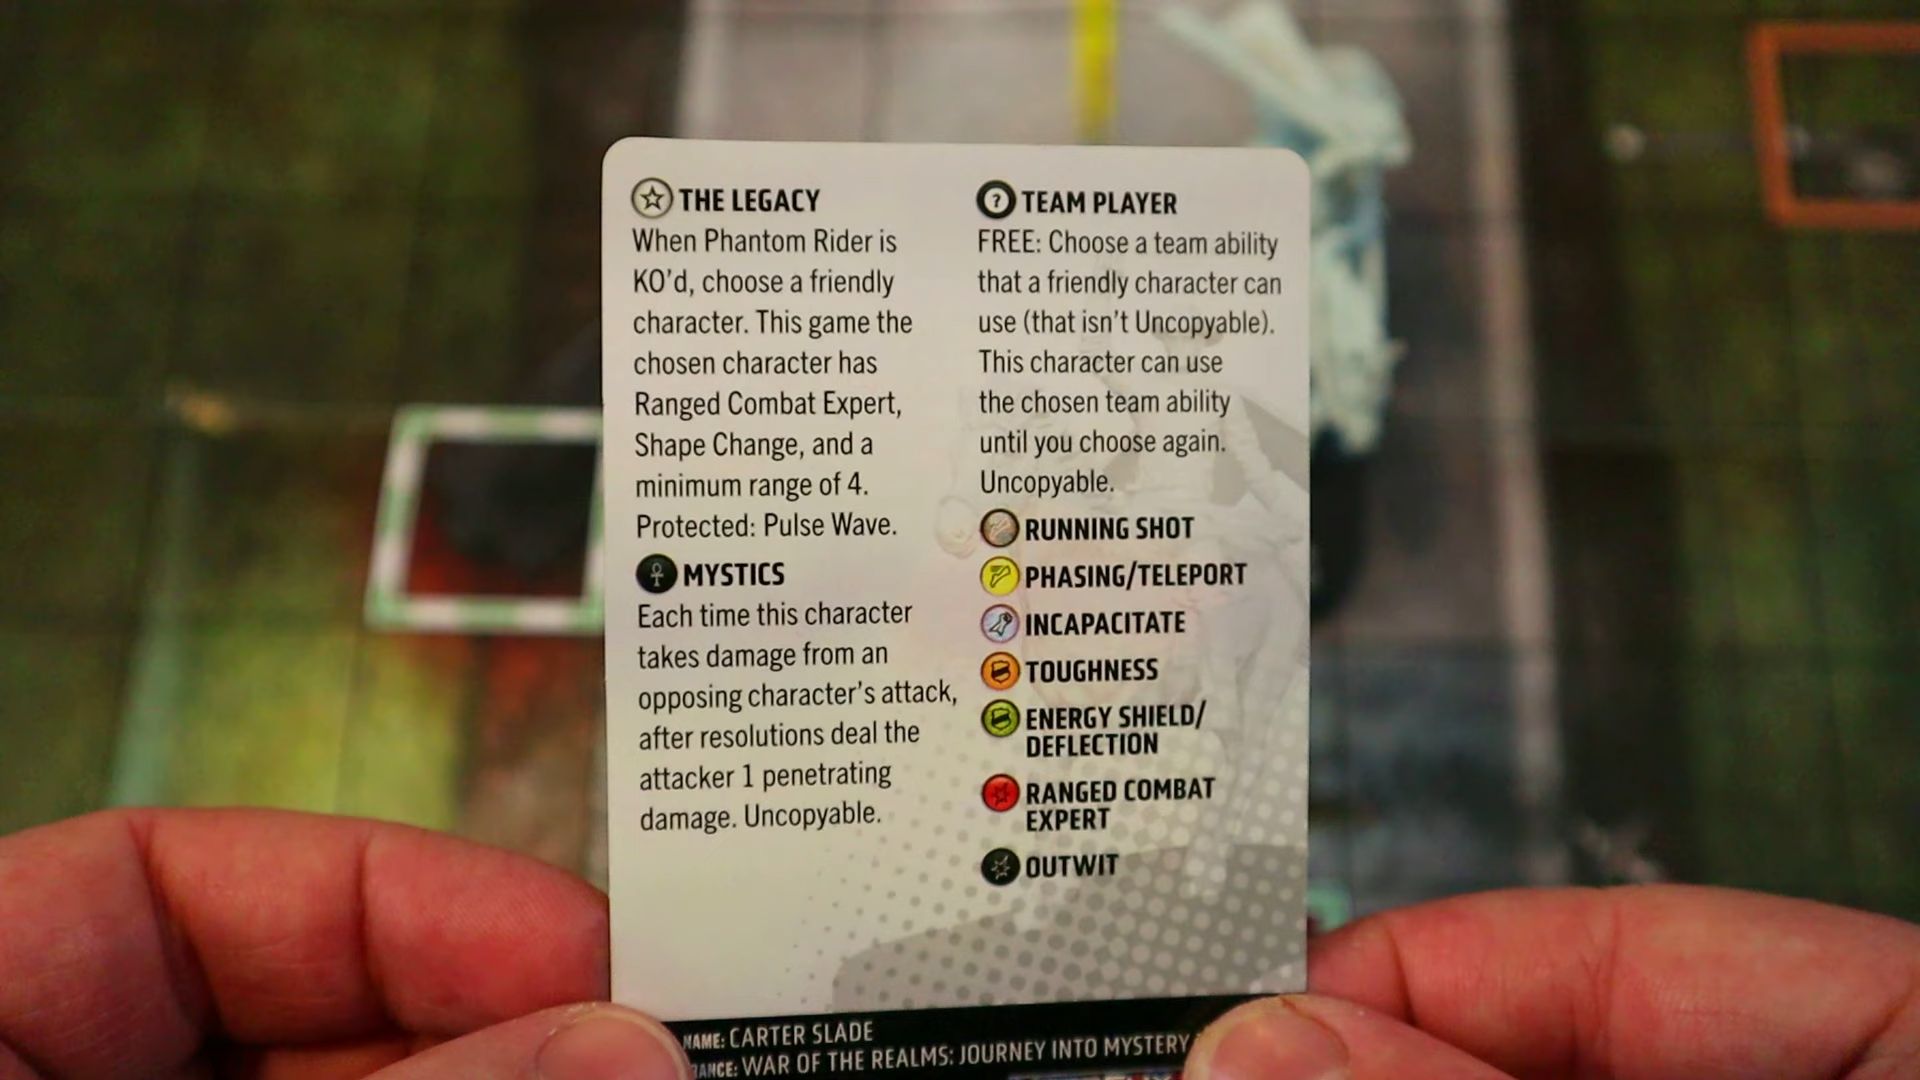 THE LEGACY
When Phantom Rider is
KO'd, choose a friendly
character. This game the
chosen character has
Ranged Combat Expert,
Shape Change, and a
minimum range of 4.
Protected: Pulse Wave.
MYSTICS
Each time this character
takes damage from an
opposing character's attack,
after resolutions deal the
attacker 1 penetrating
damage. Uncopyable.
? TEAM PLAYER
FREE: Choose a team ability
that a friendly character can
use (that isn't Uncopyable).
This character can use
the chosen team ability
until you choose again.
Uncopyable.
RUNNING SHOT
PHASING/TELEPORT
INCAPACITATE
TOUGHNESS
ENERGY SHIELD/
DEFLECTION
RANGED COMBAT
EXPERT
OUTWIT
NAME: CARTER SLADE
WAR OF THE REALMS: JOURNEY INTO MYSTERY